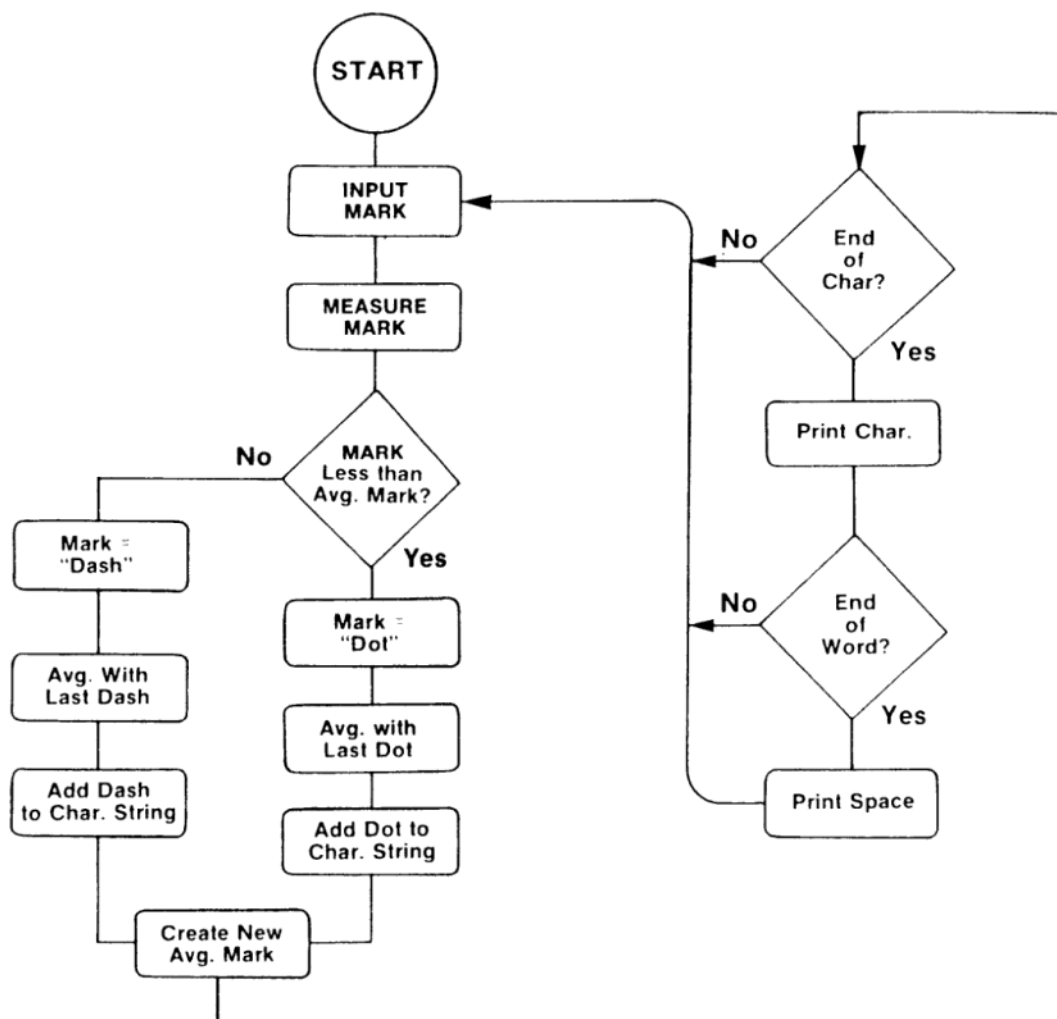 START
INPUT
MARK
MEASURE
MARK
MARK
Less than
Avg. Mark?
No
Yes
Mark =
"Dash"
Avg. With
Last Dash
Add Dash
to Char. String
Mark =
"Dot"
Avg. with
Last Dot
Add Dot to
Char. String
Create New
Avg. Mark
End
of
Char?
No
Yes
Print Char.
End
of
Word?
No
Yes
Print Space